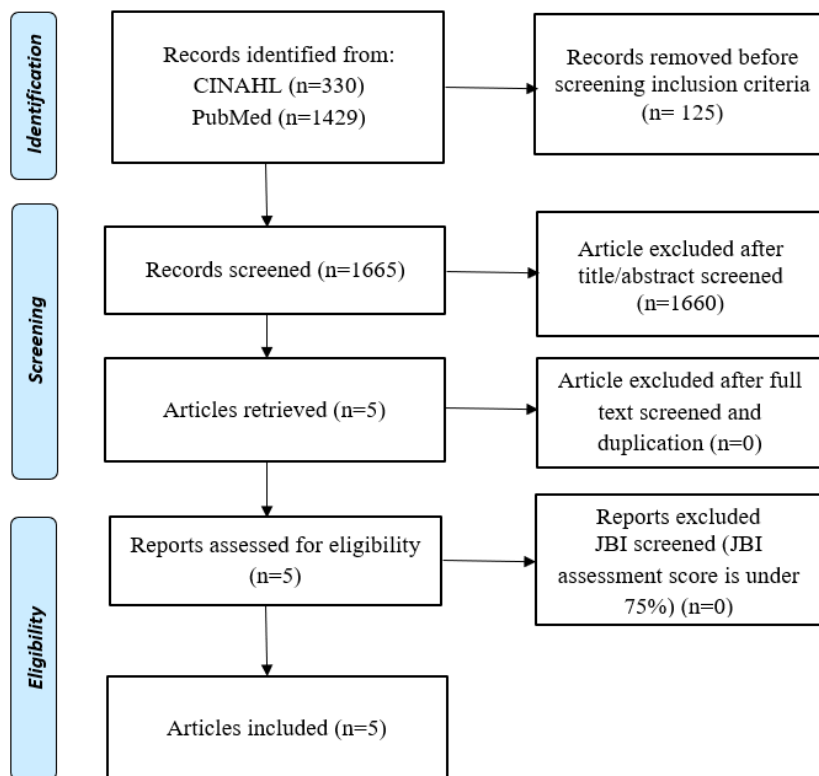 Identification
Records identified from:
CINAHL (n=330)
PubMed (n=1429)
Records removed before
screening inclusion criteria
(n= 125)
Screening
Records screened (n=1665)
Article excluded after
title/abstract screened
(n=1660)
Articles retrieved (n=5)
Article excluded after full
text screened and
duplication (n=0)
Eligibility
Reports assessed for eligibility
(n=5)
Reports excluded
JBI screened (JBI
assessment score is under
75%) (n=0)
Articles included (n=5)